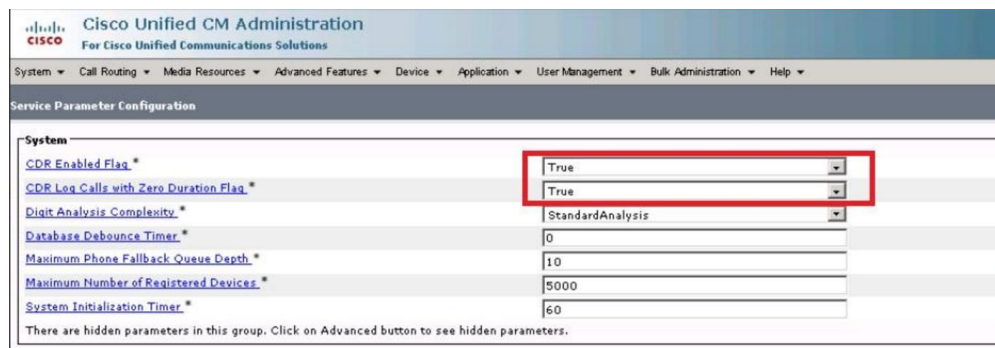 Cisco Unified CM Administration
CISCO
For Cisco Unified Communications Solutions
System Call Routing Media Resources Advanced Features Device Application User Management Bulk Administration Help
Service Parameter Configuration
System
CDR Enabled Flag * True
CDR Log Calls with Zero Duration Flag * True
Digit Analysis Complexity * StandardAnalysis
Database Debounce Timer * 0
Maximum Phone Fallback Queue Depth * 10
Maximum Number of Registered Devices * 5000
System Initialization Timer * 60
There are hidden parameters in this group. Click on Advanced button to see hidden parameters.